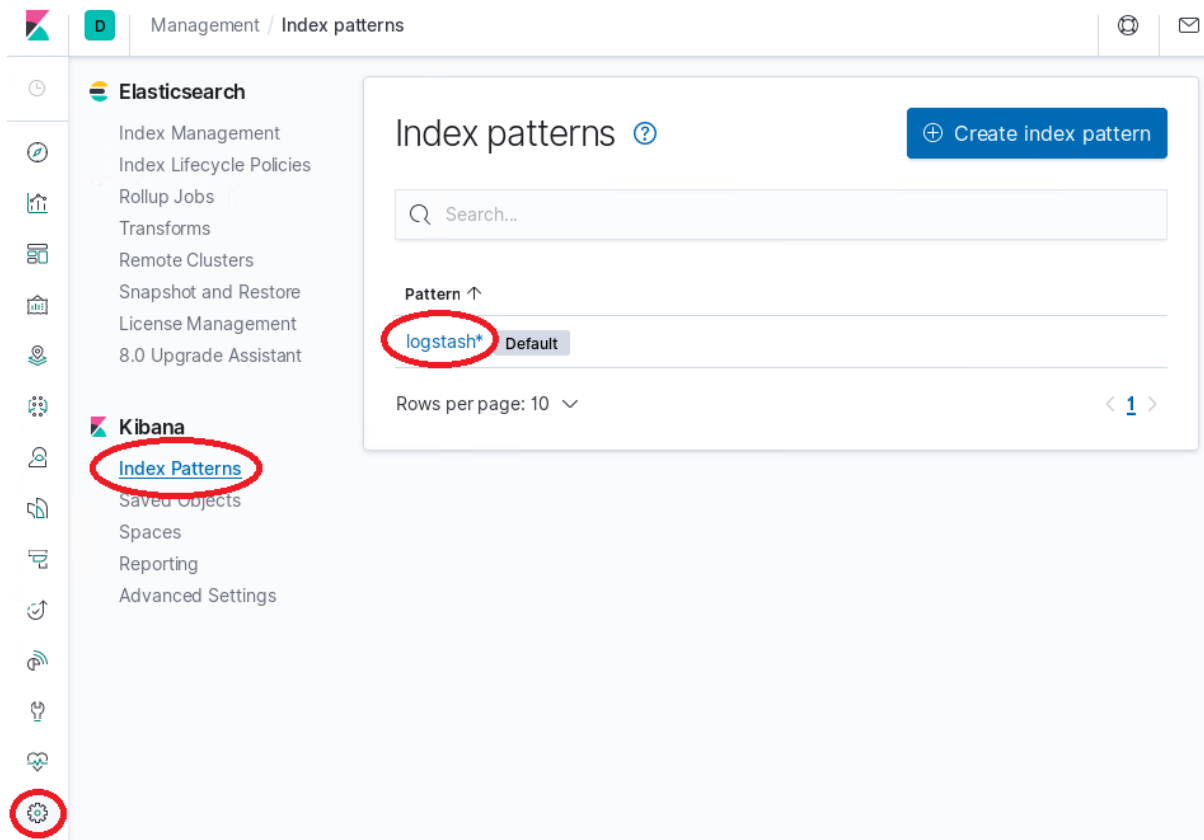 D Management / Index patterns
Elasticsearch
Index Management
Index Lifecycle Policies
Rollup Jobs
Transforms
Remote Clusters
Snapshot and Restore
License Management
8.0 Upgrade Assistant
Kibana
Index Patterns
Saved Objects
Spaces
Reporting
Advanced Settings
Index patterns
Create index pattern
Search...
Pattern
logstash* Default
Rows per page: 10
1